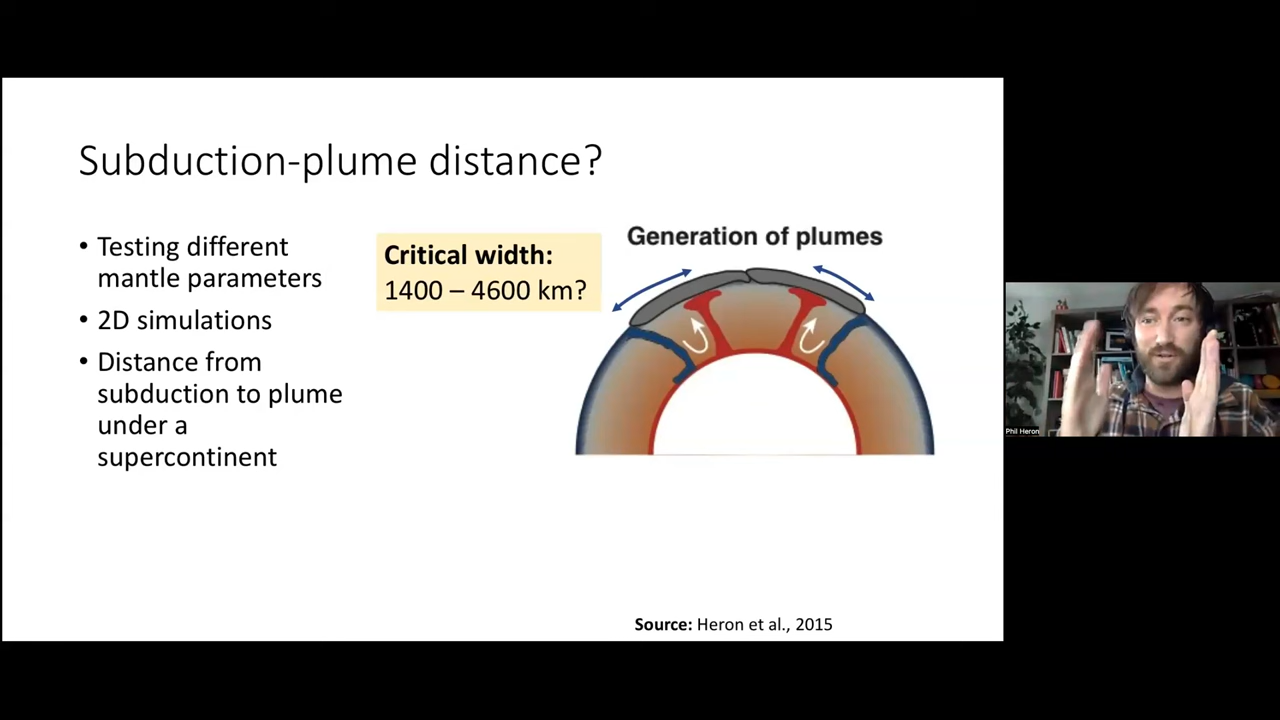 Subduction-plume distance?
• Testing different
mantle parameters
• 2D simulations
• Distance from
subduction to plume
under a
supercontinent
Critical width:
1400 – 4600 km?
Generation of plumes
Source: Heron et al., 2015
Phil Heron